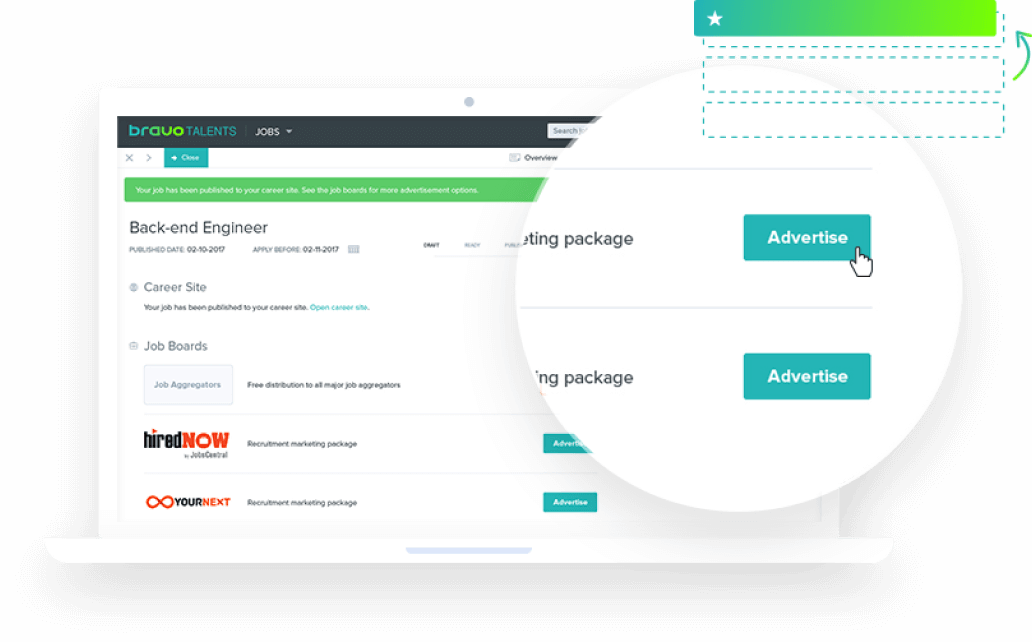 bravo TALENTS JOBS Search
Close Overview
Your job has been published to your career site. See the job boards for more advertisement options.
Back-end Engineer
PUBLISHED DATE: 02-10-2017 APPLY BEFORE: 02-11-2017 DRAFT READY
Career Site
Your job has been published to your career site. Open career site.
Job Boards
Job Aggregators Free distribution to all major job aggregators
hiredNOW Recruitment marketing package
by JobsCentral
YOURNEXT Recruitment marketing package Advertise
eting package Advertise
ing package Advertise